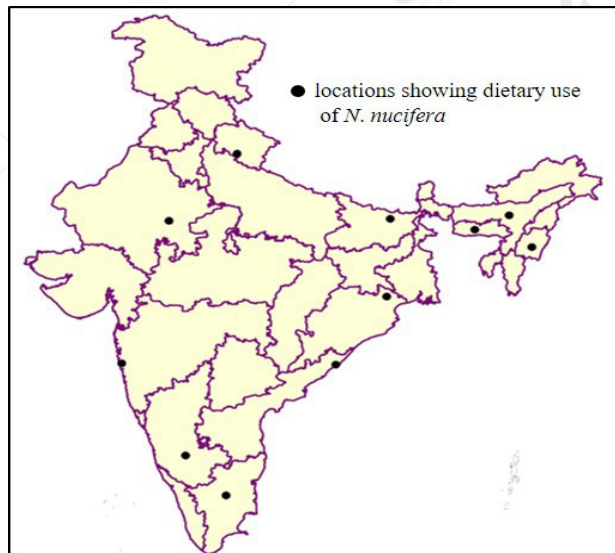 ● locations showing dietary use
of N. nucifera